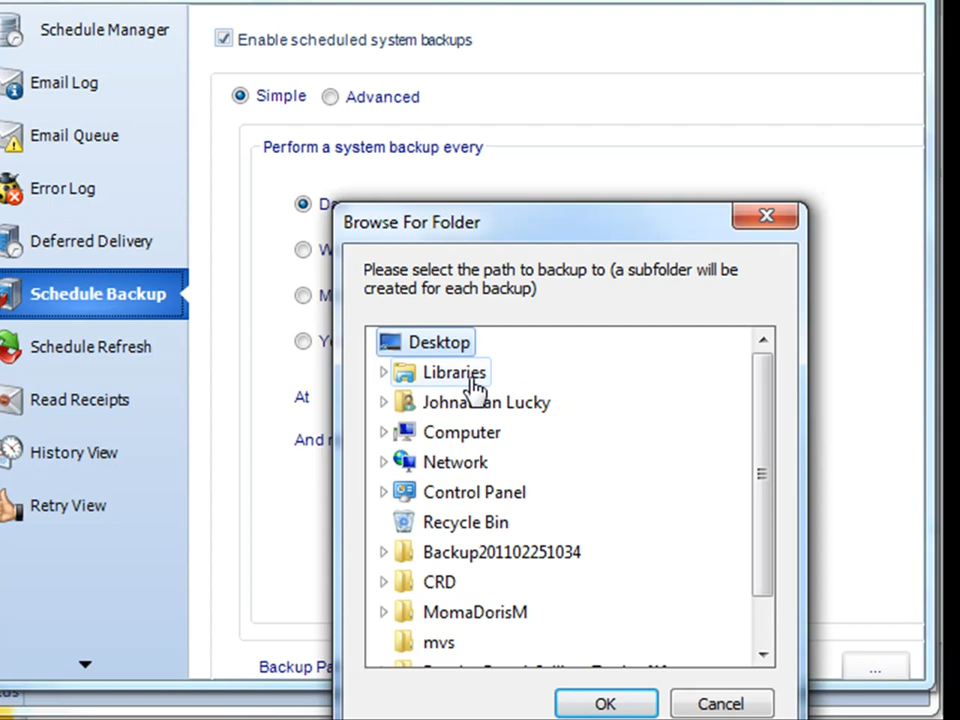 Schedule Manager
Email Log
Email Queue
Error Log
Deferred Delivery
Schedule Backup
Schedule Refresh
Read Receipts
History View
Retry View
Enable scheduled system backups
Simple
Advanced
Perform a system backup every
At
Browse For Folder
Please select the path to backup to (a subfolder will be
created for each backup)
Desktop
Libraries
Lucky
Computer
Network
Control Panel
Recycle Bin
Backup201102251034
CRD
MomaDorisM
mvs
Backup
...
OK
Cancel